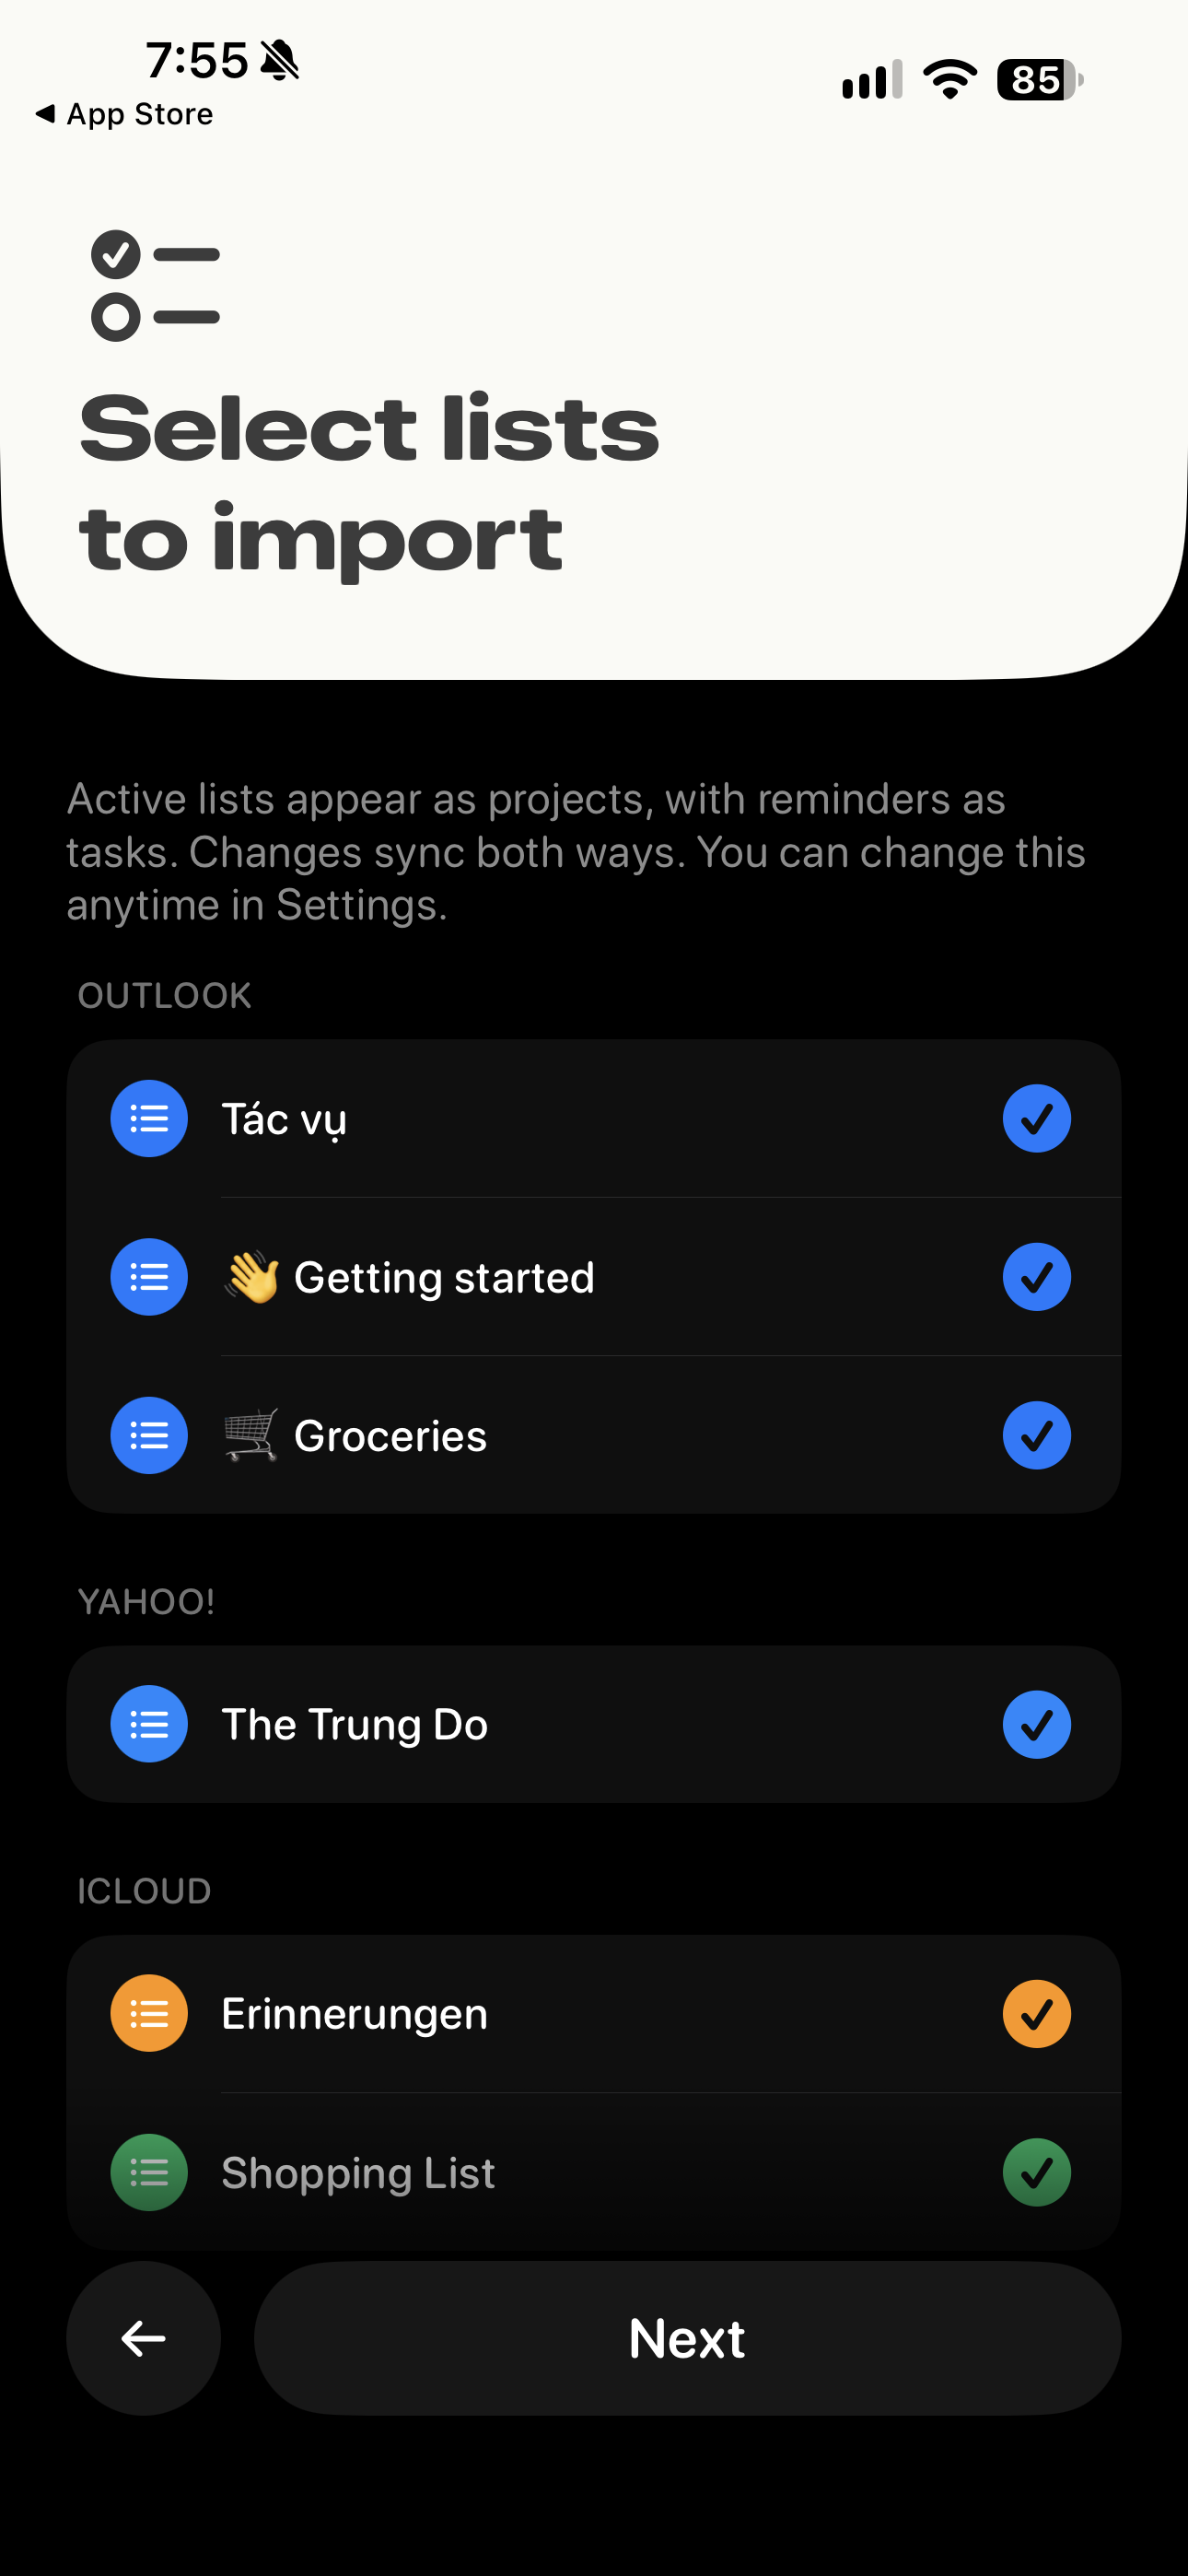 7:55
85
◀ App Store
Select lists
to import
Active lists appear as projects, with reminders as
tasks. Changes sync both ways. You can change this
anytime in Settings.
OUTLOOK
Tác vụ
👋 Getting started
🛒 Groceries
YAHOO!
The Trung Do
ICLOUD
Erinnerungen
Shopping List
Next